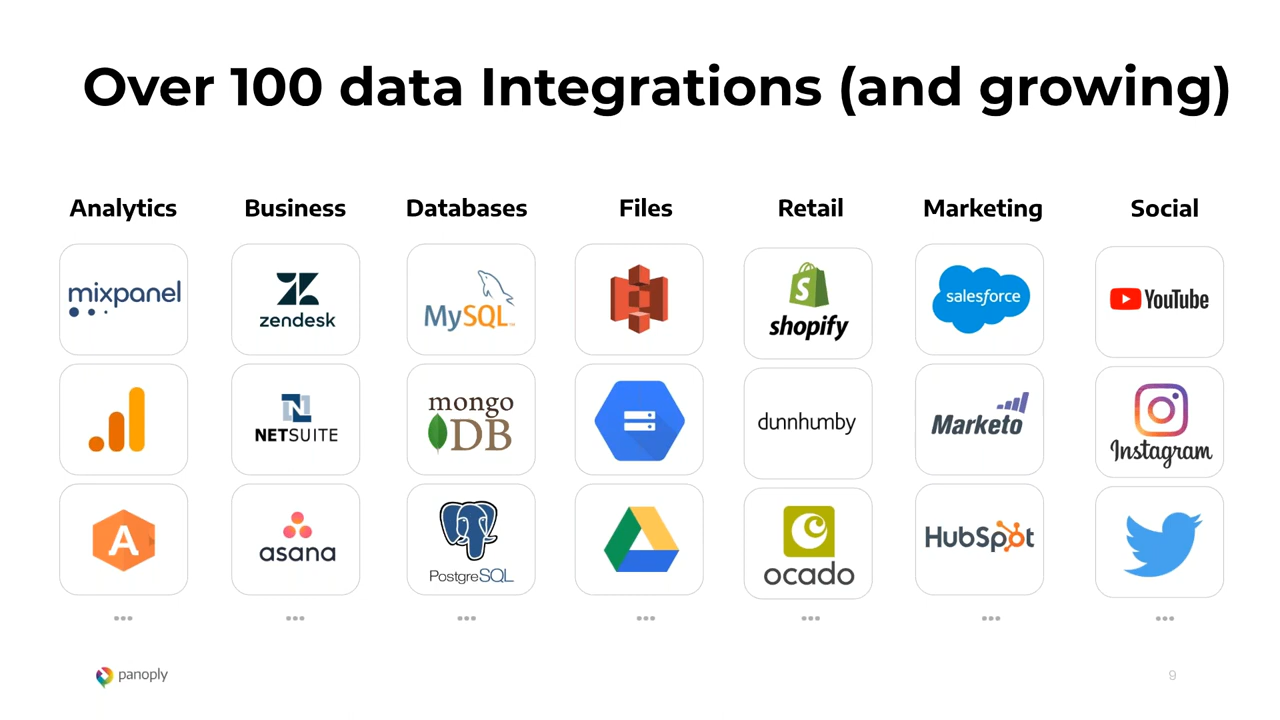 Over 100 data Integrations (and growing)
Analytics Business Databases Files Retail Marketing Social
mixpanel zendesk MySQL™ shopify salesforce YouTube
NETSUITE mongoDB dunnhumby Marketo Instagram
A asana PostgreSQL ocado HubSpot
... ... ... ... ... ... ...
panoply 9